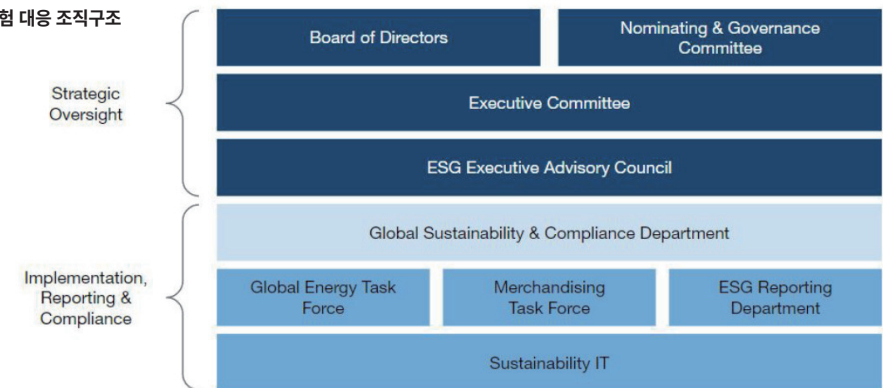 험 대응 조직구조
Board of Directors
Nominating & Governance
Committee
Strategic
Oversight
Executive Committee
ESG Executive Advisory Council
Global Sustainability & Compliance Department
Implementation,
Reporting &
Compliance
Global Energy Task
Force
Merchandising
Task Force
ESG Reporting
Department
Sustainability IT